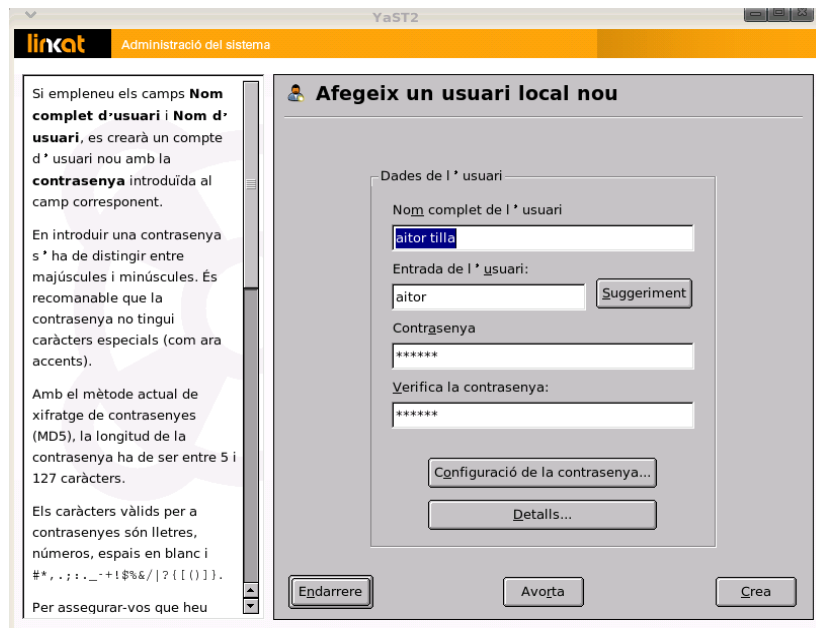 YaST2
linkat
Administració del sistema
Si empleneu els camps Nom
complet d’usuari i Nom d’
usuari, es crearà un compte
d’ usuari nou amb la
contrasenya introduïda al
camp corresponent.
En introduir una contrasenya
s’ ha de distingir entre
majúscules i minúscules. És
recomanable que la
contrasenya no tingui
caràcters especials (com ara
accents).
Amb el mètode actual de
xifratge de contrasenyes
(MD5), la longitud de la
contrasenya ha de ser entre 5 i
127 caràcters.
Els caràcters vàlids per a
contrasenyes són lletres,
números, espais en blanc i
#*,.;:._-+!$%&/|?{[()]}.
Per assegurar-vos que heu
Afegeix un usuari local nou
Dades de l’ usuari
Nom complet de l’ usuari
aitor tilla
Entrada de l’ usuari:
aitor
Suggeriment
Contrasenya
******
Verifica la contrasenya:
******
Configuració de la contrasenya...
Detalls...
Endarrere
Avorta
Crea